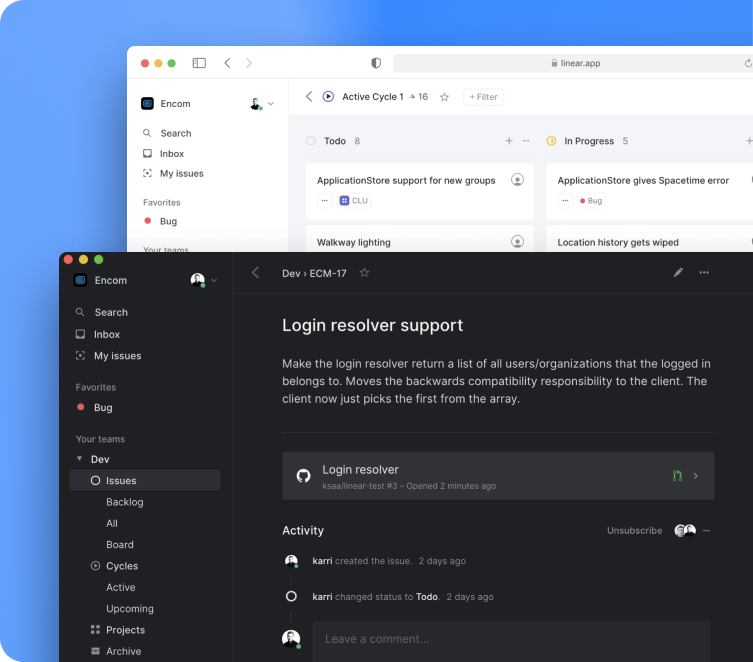 linear.app
Encom
Search
Inbox
My issues
Favorites
Bug
Your teams
Active Cycle 1 16
+ Filter
Todo 8
ApplicationStore support for new groups
CLU
Walkway lighting
In Progress 5
ApplicationStore gives Spacetime error
Bug
Location history gets wiped
Encom
Search
Inbox
My issues
Favorites
Bug
Your teams
Dev
Issues
Backlog
All
Board
Cycles
Active
Upcoming
Projects
Archive
Dev › ECM-17
Login resolver support
Make the login resolver return a list of all users/organizations that the logged in
belongs to. Moves the backwards compatibility responsibility to the client. The
client now just picks the first from the array.
Login resolver
ksaa/linear-test #3 – Opened 2 minutes ago
Activity
Unsubscribe
karri created the issue. 2 days ago
karri changed status to Todo. 2 days ago
Leave a comment...